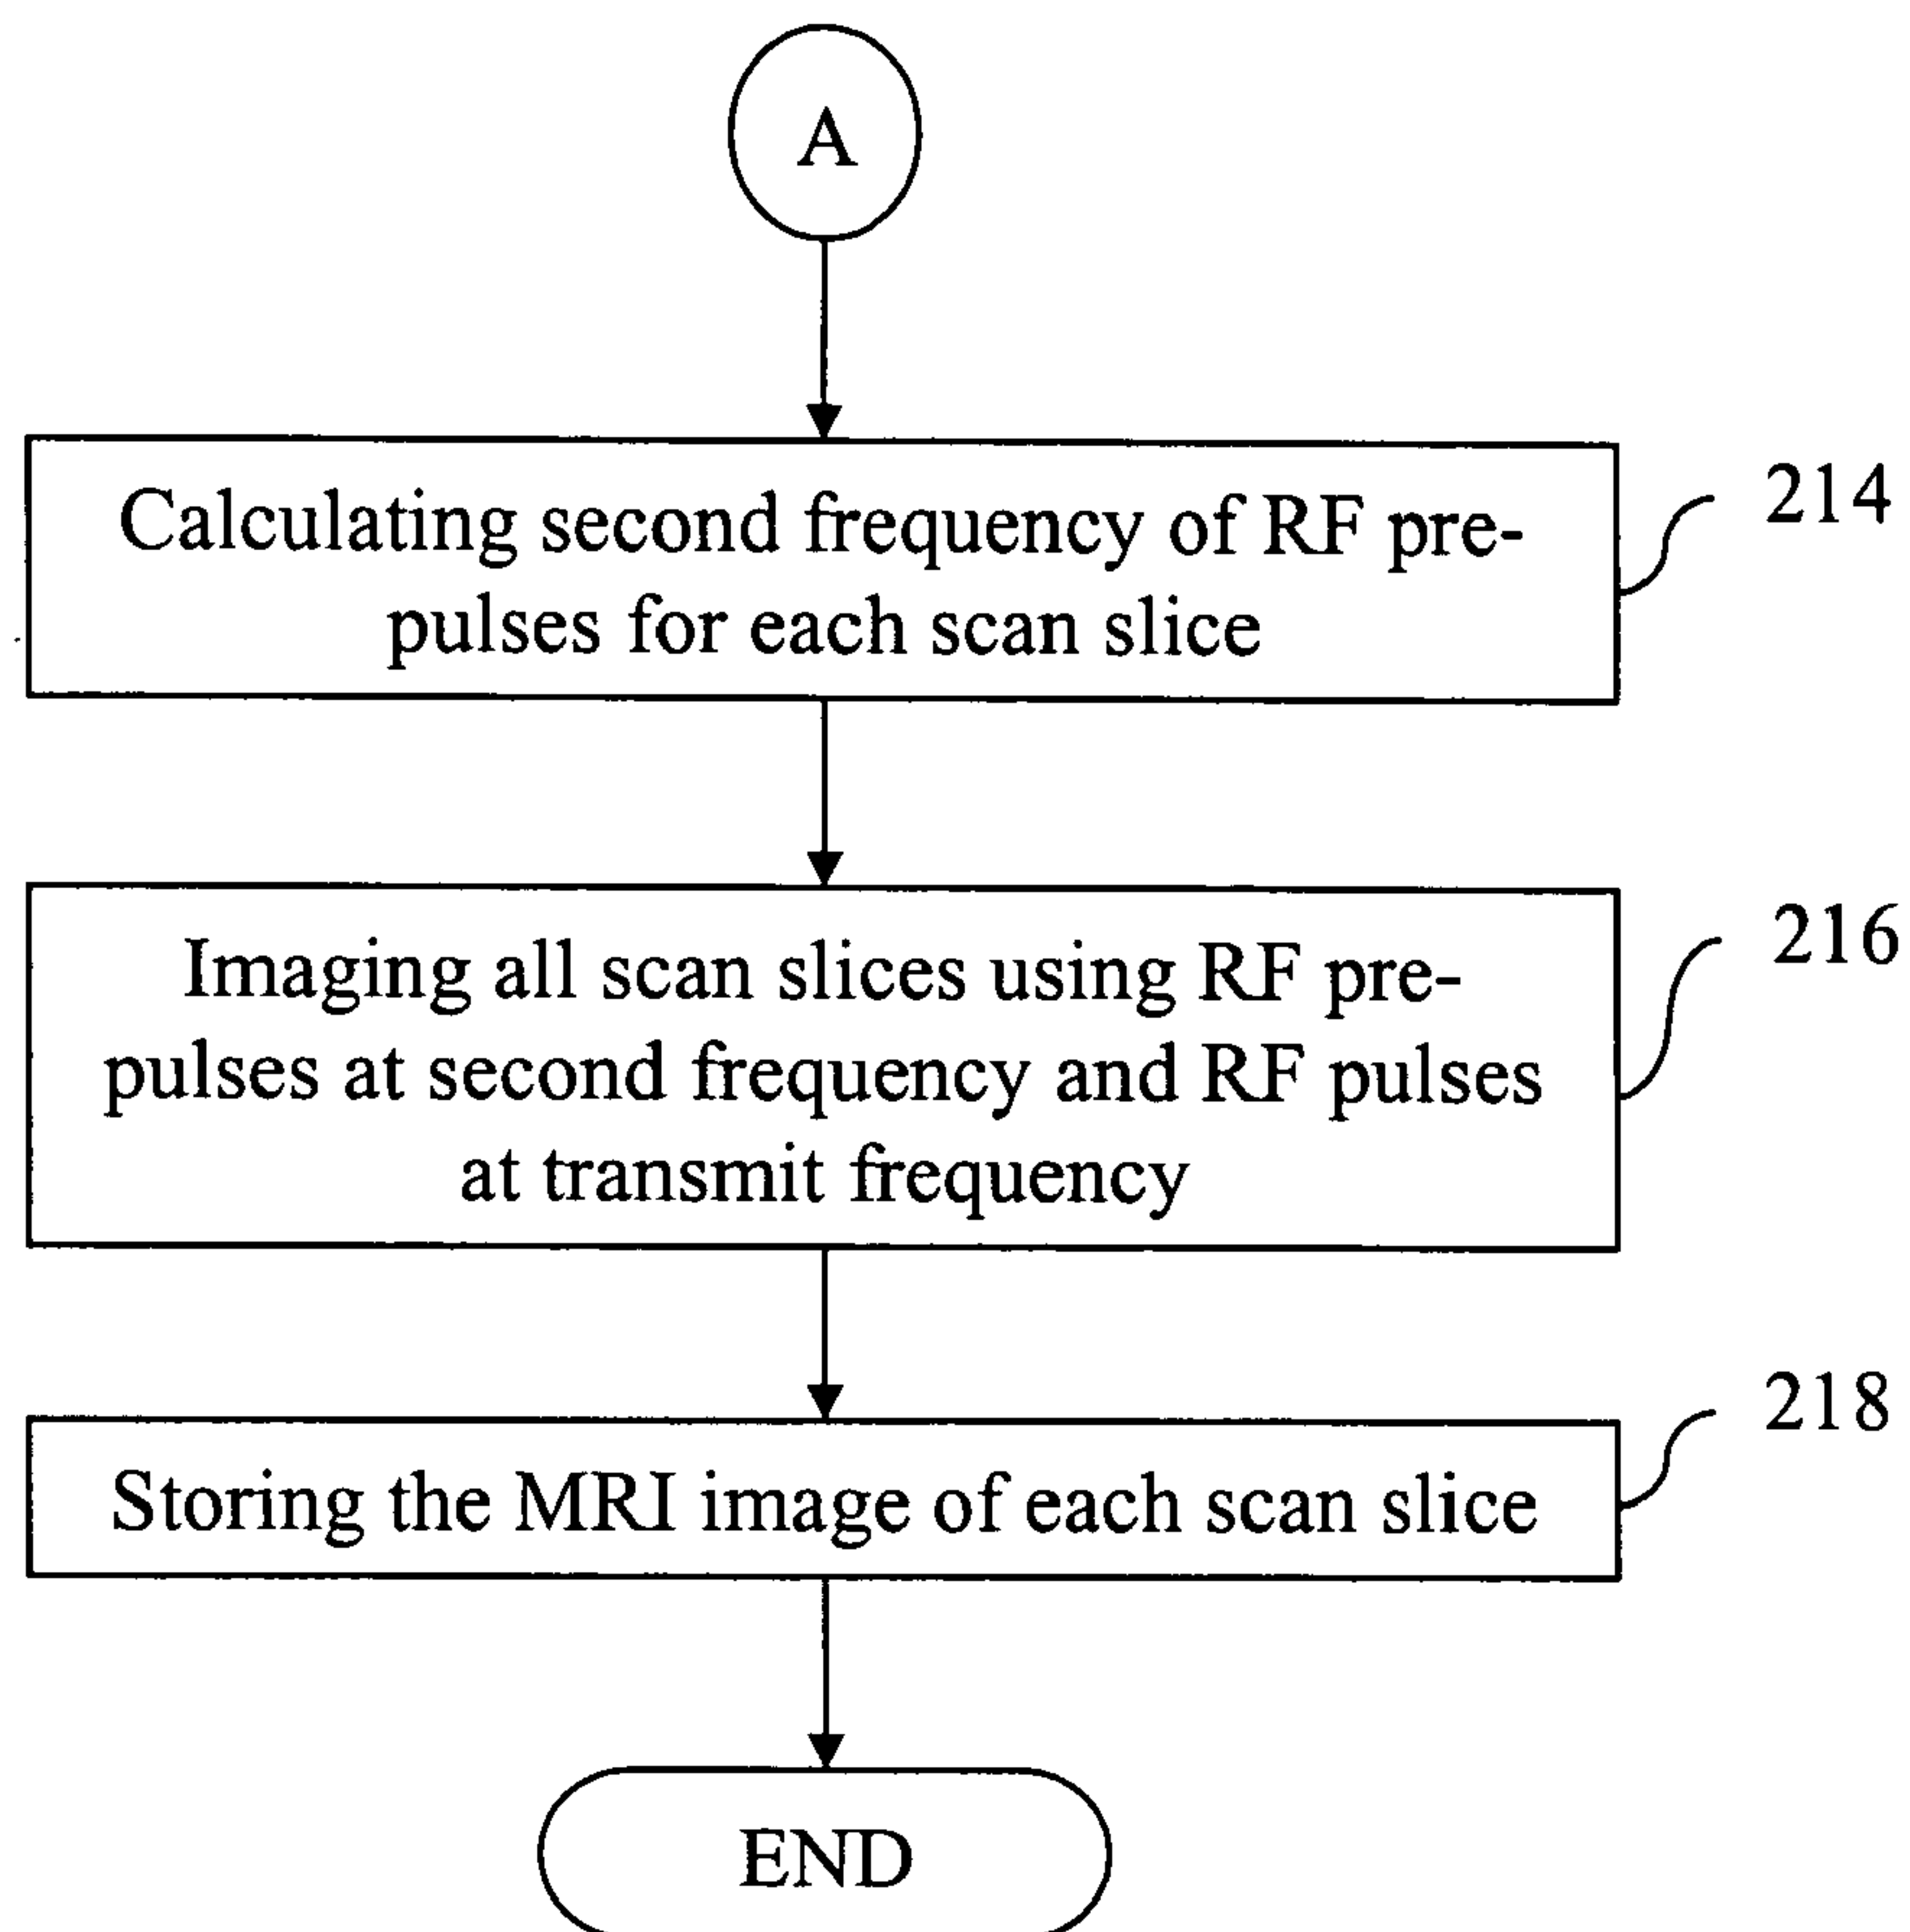 A
Calculating second frequency of RF pre-
pulses for each scan slice
214
Imaging all scan slices using RF pre-
pulses at second frequency and RF pulses
at transmit frequency
216
Storing the MRI image of each scan slice
218
END